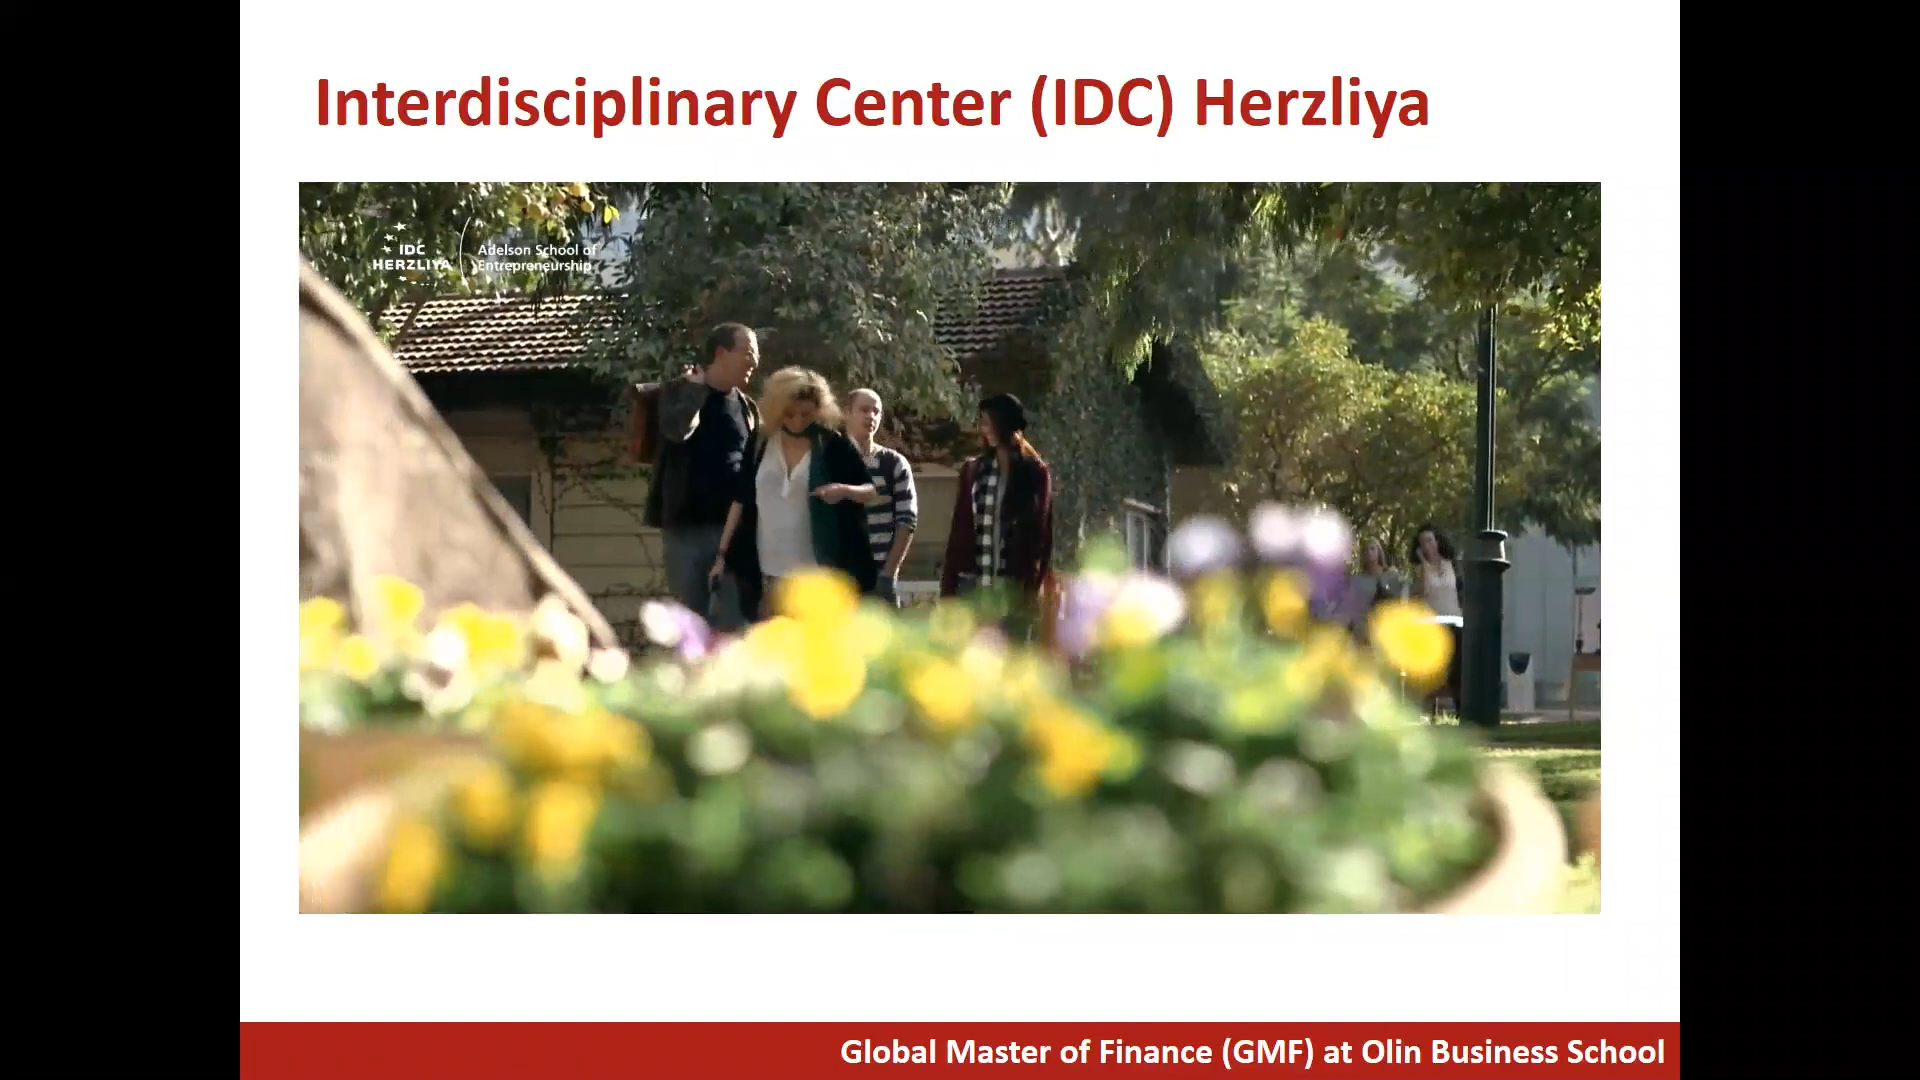 Interdisciplinary Center (IDC) Herzliya
IDC
HERZLIYA
Adelson School of
Entrepreneurship
Global Master of Finance (GMF) at Olin Business School